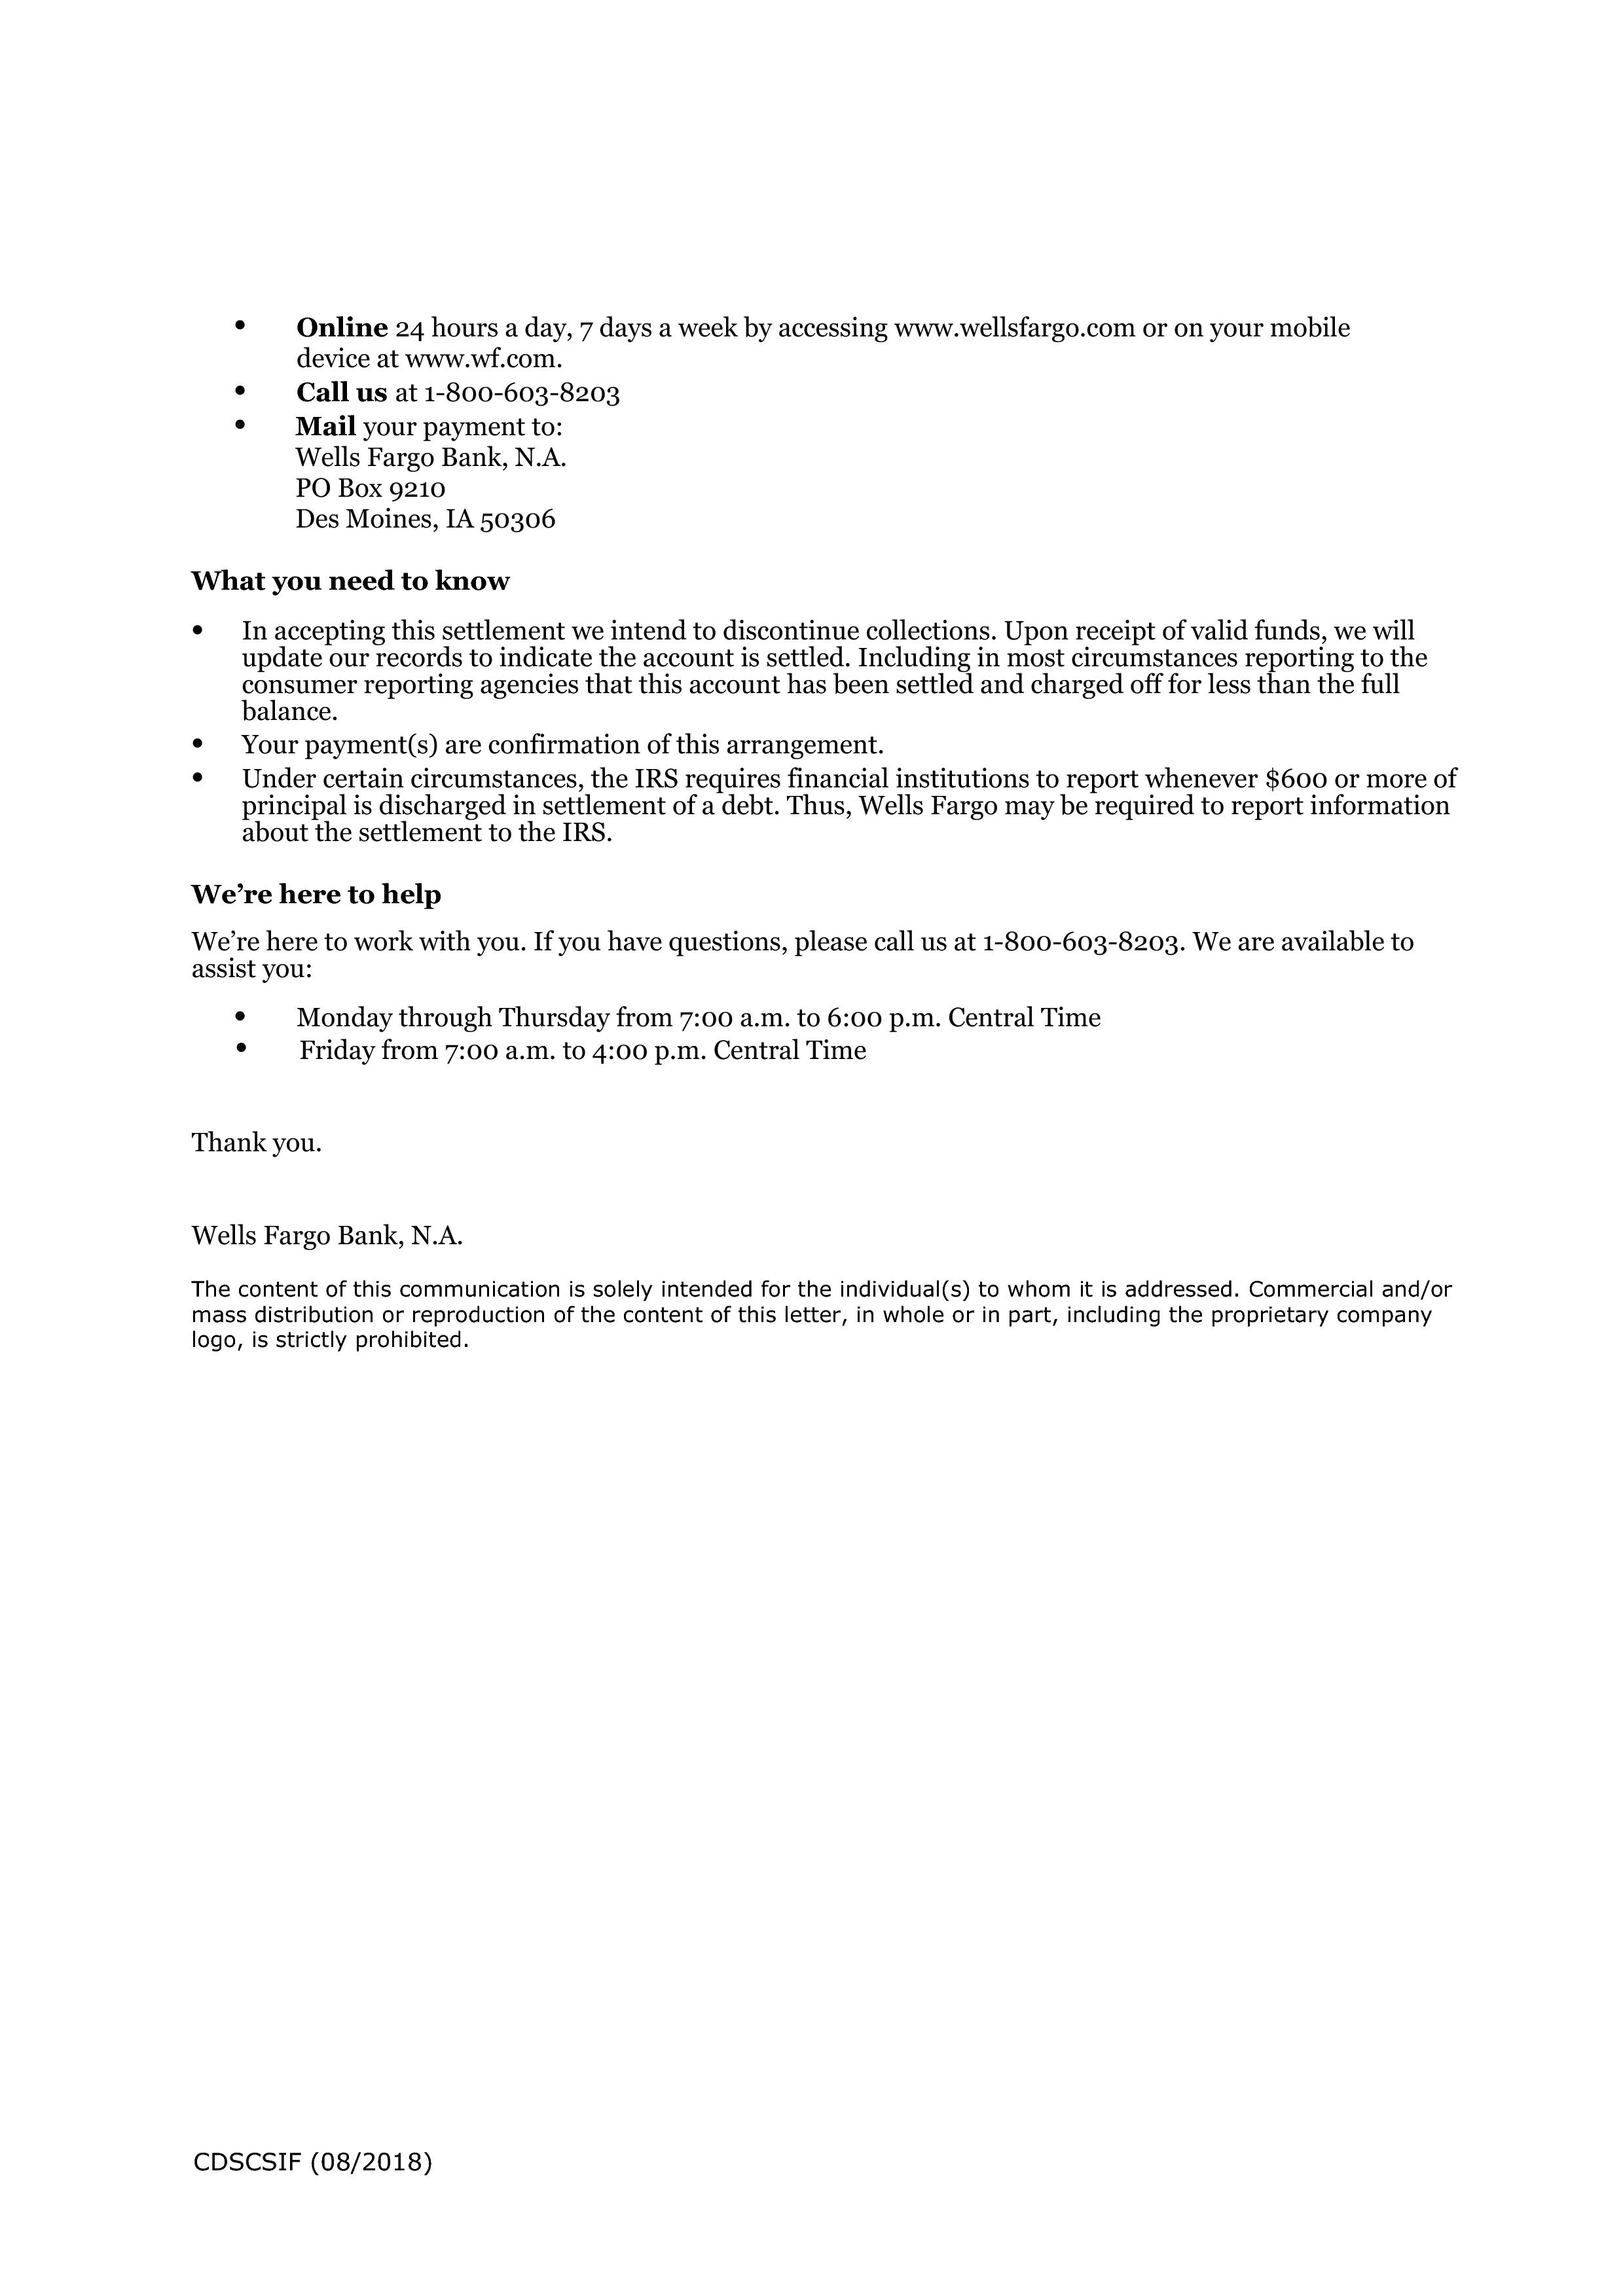 • Online 24 hours a day, 7 days a week by accessing www.wellsfargo.com or on your mobile
device at www.wf.com.
• Call us at 1-800-603-8203
• Mail your payment to:
Wells Fargo Bank, N.A.
PO Box 9210
Des Moines, IA 50306
What you need to know
• In accepting this settlement we intend to discontinue collections. Upon receipt of valid funds, we will
update our records to indicate the account is settled. Including in most circumstances reporting to the
consumer reporting agencies that this account has been settled and charged off for less than the full
balance.
• Your payment(s) are confirmation of this arrangement.
• Under certain circumstances, the IRS requires financial institutions to report whenever $600 or more of
principal is discharged in settlement of a debt. Thus, Wells Fargo may be required to report information
about the settlement to the IRS.
We’re here to help
We’re here to work with you. If you have questions, please call us at 1-800-603-8203. We are available to
assist you:
• Monday through Thursday from 7:00 a.m. to 6:00 p.m. Central Time
• Friday from 7:00 a.m. to 4:00 p.m. Central Time
Thank you.
Wells Fargo Bank, N.A.
The content of this communication is solely intended for the individual(s) to whom it is addressed. Commercial and/or
mass distribution or reproduction of the content of this letter, in whole or in part, including the proprietary company
logo, is strictly prohibited.
CDSCSIF (08/2018)